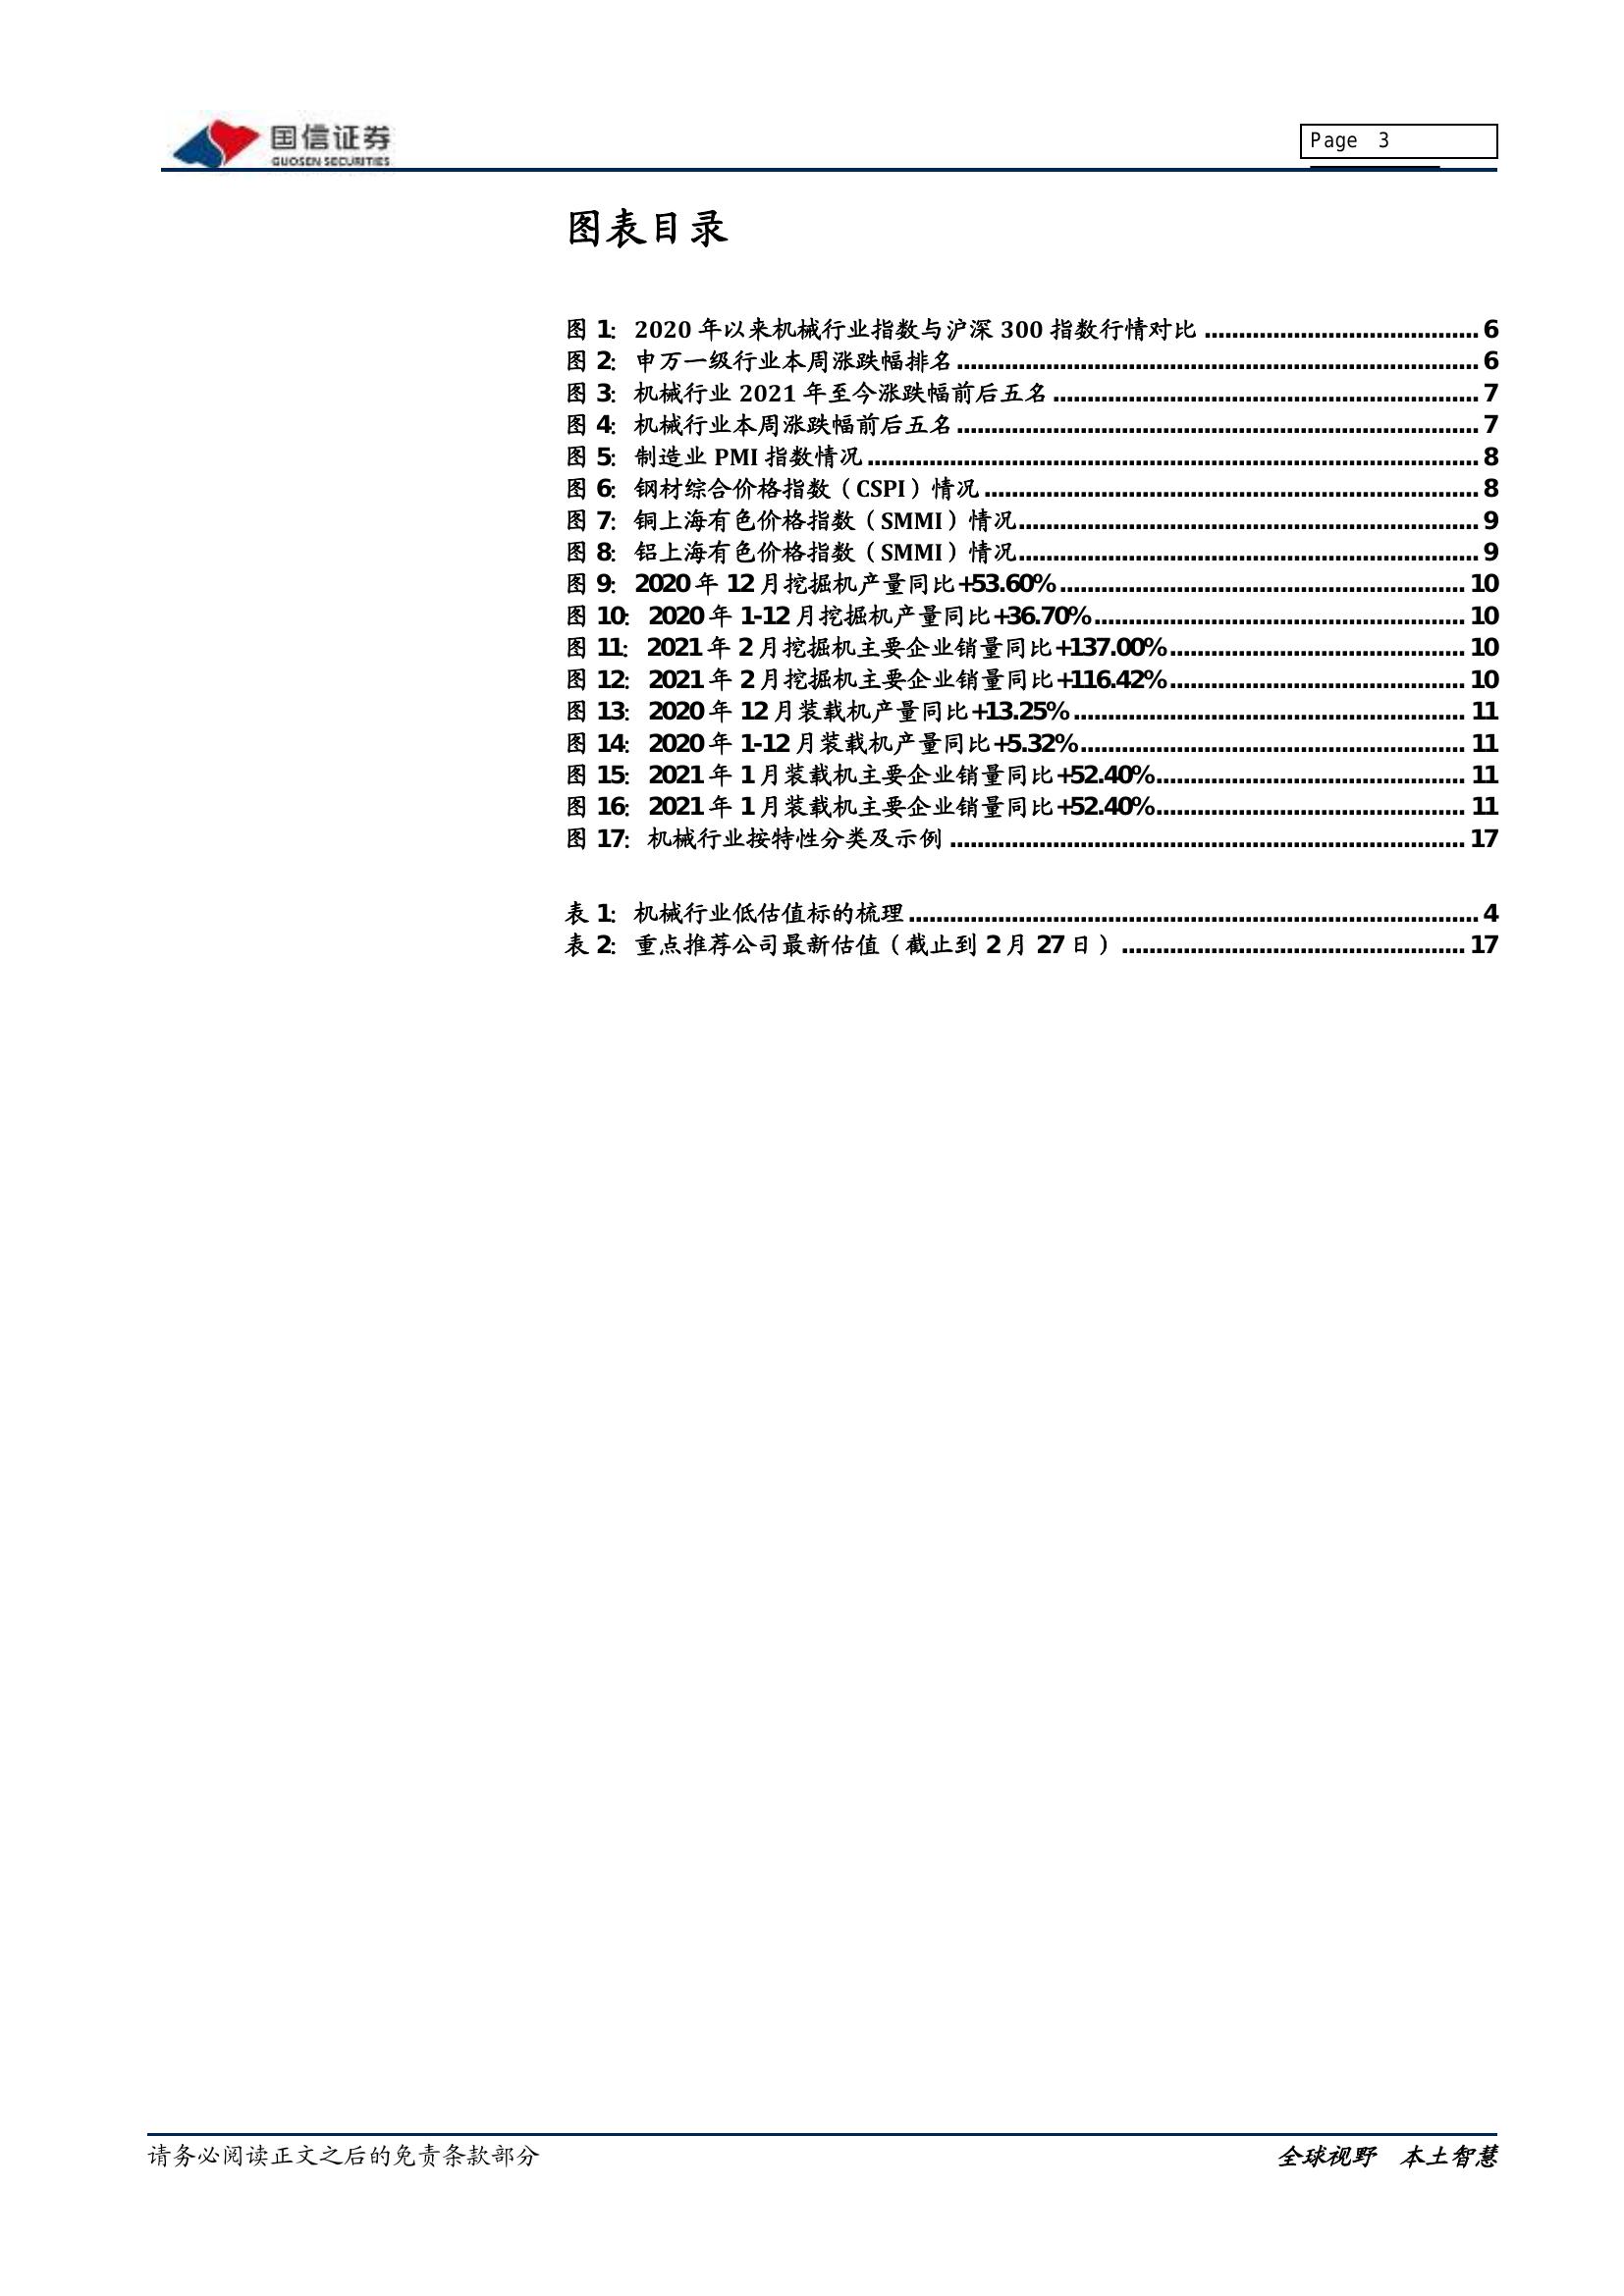 国信证券
GUOSEN SECURITIES
Page 3
图表目录
图 1：2020 年以来机械行业指数与沪深 300 指数行情对比 ........................................ 6
图 2：申万一级行业本周涨跌幅排名............................................................................ 6
图 3：机械行业 2021 年至今涨跌幅前后五名 .............................................................. 7
图 4：机械行业本周涨跌幅前后五名............................................................................ 7
图 5：制造业 PMI 指数情况 ......................................................................................... 8
图 6：钢材综合价格指数（CSPI）情况........................................................................ 8
图 7：铜上海有色价格指数（SMMI）情况................................................................... 9
图 8：铝上海有色价格指数（SMMI）情况................................................................... 9
图 9：2020 年 12 月挖掘机产量同比+53.60%........................................................... 10
图 10：2020 年 1-12 月挖掘机产量同比+36.70%...................................................... 10
图 11：2021 年 2 月挖掘机主要企业销量同比+137.00%........................................... 10
图 12：2021 年 2 月挖掘机主要企业销量同比+116.42%........................................... 10
图 13：2020 年 12 月装载机产量同比+13.25%......................................................... 11
图 14：2020 年 1-12 月装载机产量同比+5.32%........................................................ 11
图 15：2021 年 1 月装载机主要企业销量同比+52.40%............................................. 11
图 16：2021 年 1 月装载机主要企业销量同比+52.40%............................................. 11
图 17：机械行业按特性分类及示例 ........................................................................... 17
表 1：机械行业低估值标的梳理................................................................................... 4
表 2：重点推荐公司最新估值（截止到 2 月 27 日）.................................................. 17
请务必阅读正文之后的免责条款部分
全球视野 本土智慧